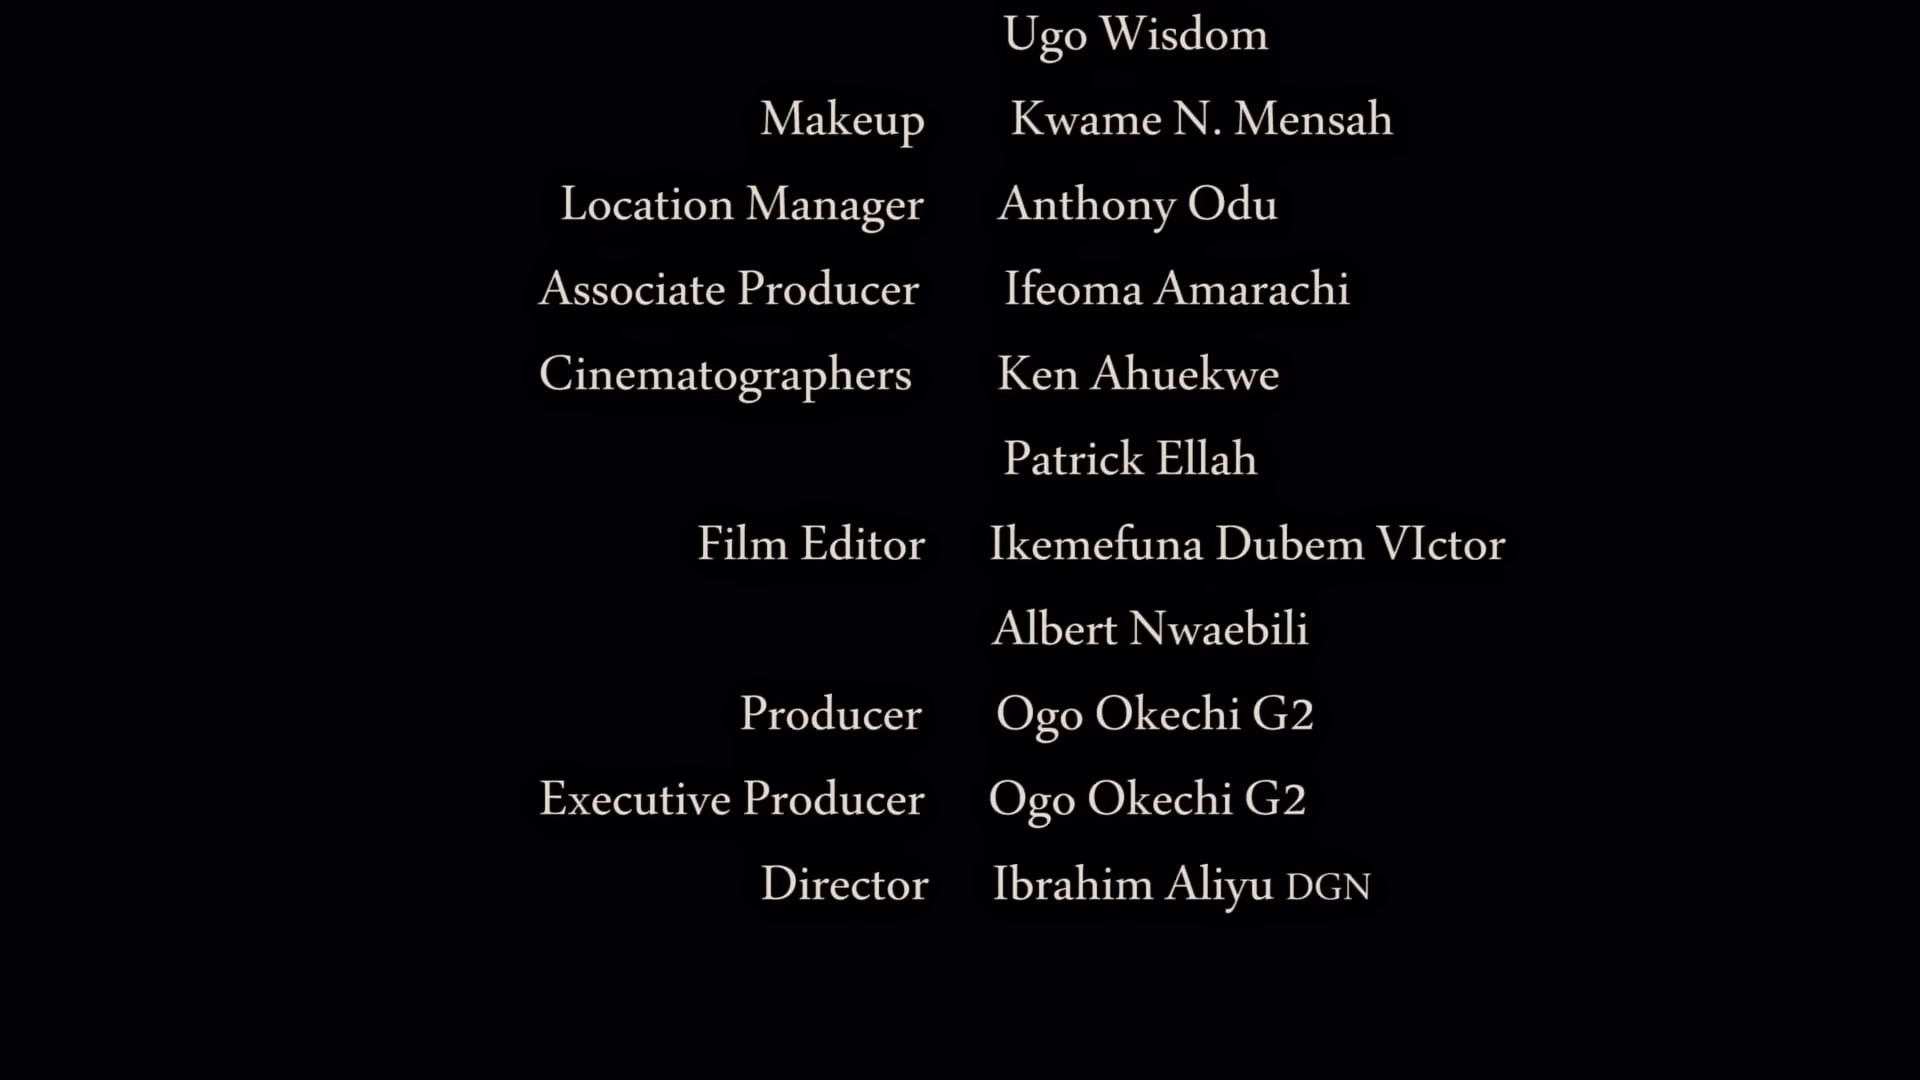 Ugo Wisdom
Makeup Kwame N. Mensah
Location Manager Anthony Odu
Associate Producer Ifeoma Amarachi
Cinematographers Ken Ahuekwe
Patrick Ellah
Film Editor Ikemefuna Dubem VIctor
Albert Nwaebili
Producer Ogo Okechi G2
Executive Producer Ogo Okechi G2
Director Ibrahim Aliyu DGN